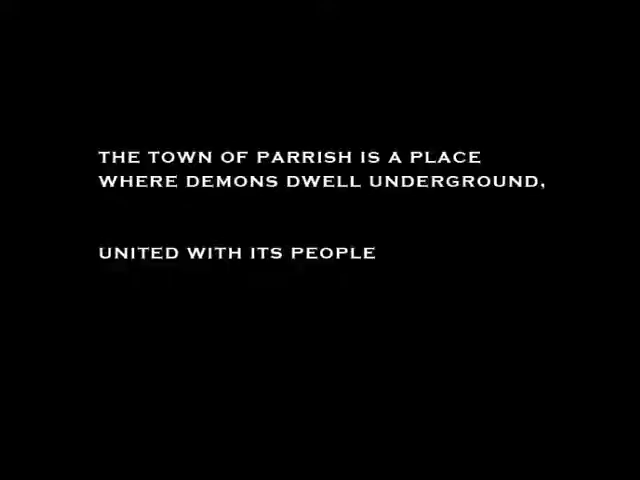 THE TOWN OF PARRISH IS A PLACE
WHERE DEMONS DWELL UNDERGROUND,
UNITED WITH ITS PEOPLE